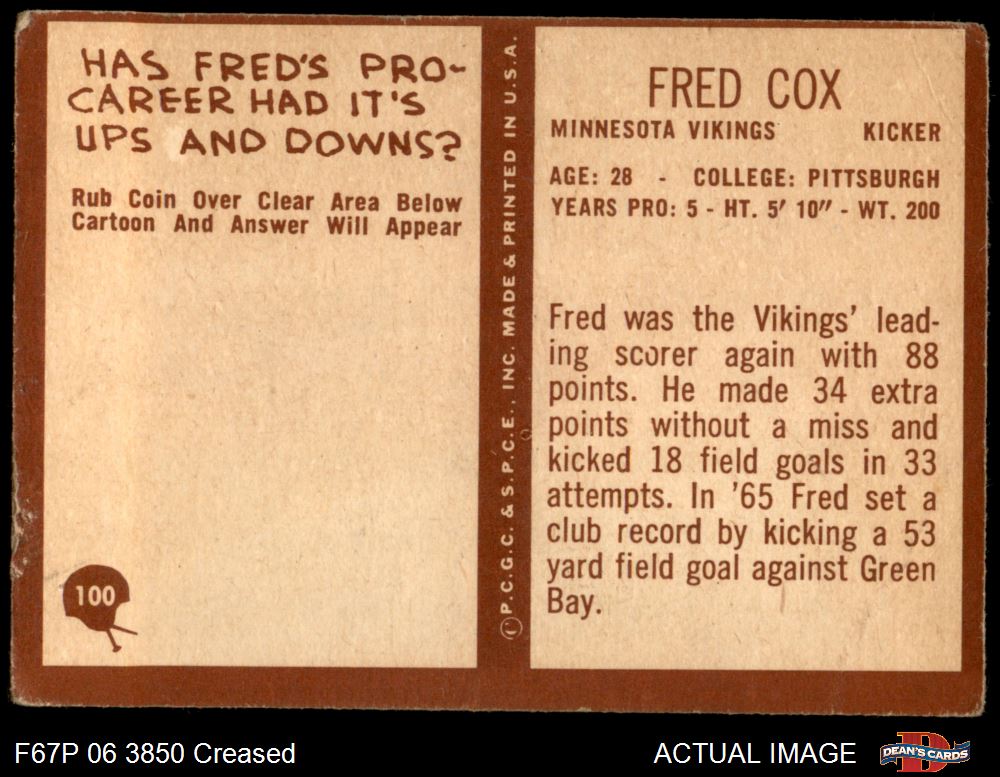 HAS FRED'S PRO-
CAREER HAD IT'S
UPS AND DOWNS?
Rub Coin Over Clear Area Below
Cartoon And Answer Will Appear
100
© P.C.G.C. & S.P.C.E., INC. MADE & PRINTED IN U.S.A.
FRED COX
MINNESOTA VIKINGS KICKER
AGE: 28 - COLLEGE: PITTSBURGH
YEARS PRO: 5 - HT. 5' 10" - WT. 200
Fred was the Vikings' lead-
ing scorer again with 88
points. He made 34 extra
points without a miss and
kicked 18 field goals in 33
attempts. In '65 Fred set a
club record by kicking a 53
yard field goal against Green
Bay.
F67P 06 3850 Creased
ACTUAL IMAGE
DEAN'S CARDS